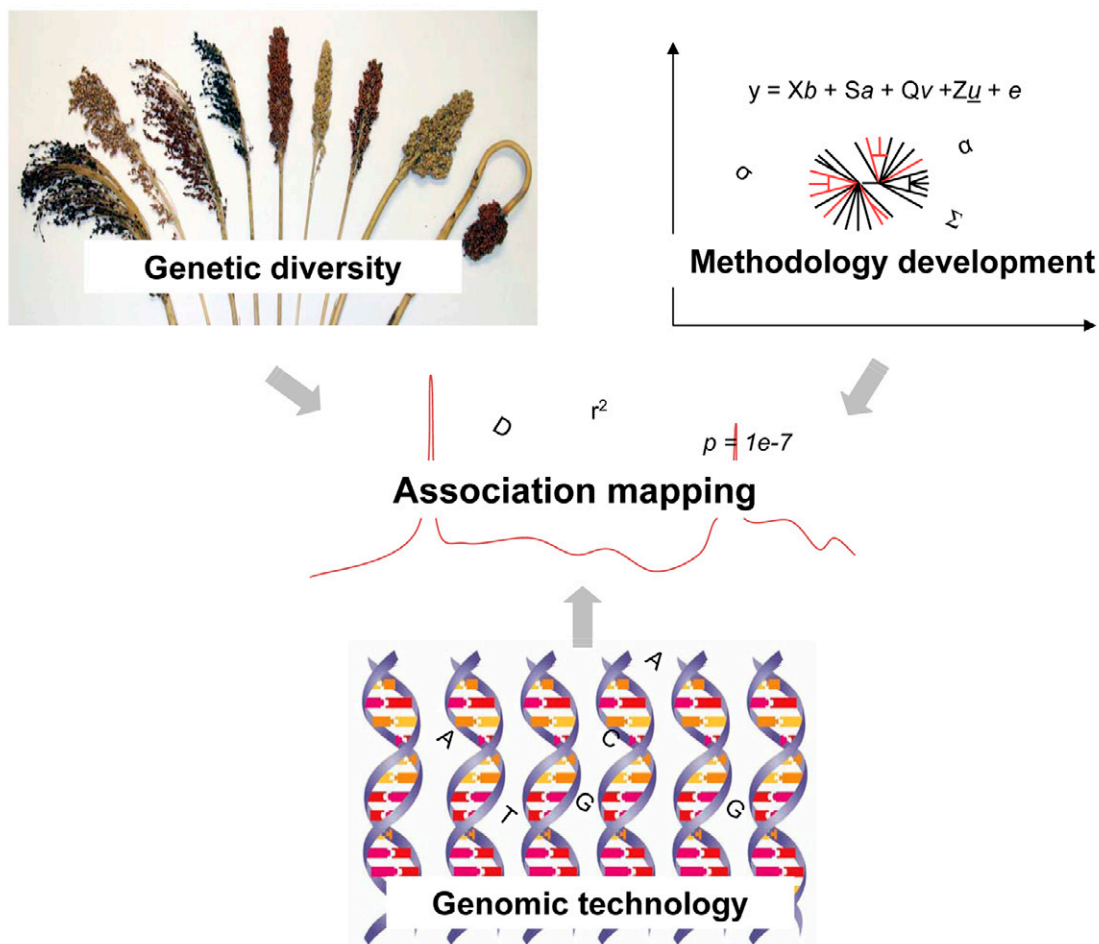 y = Xb + Sa + Qv +Zu + e
α
σ
Σ
Genetic diversity
Methodology development
D
r²
p = 1e-7
Association mapping
A
A
C
T
G
G
Genomic technology